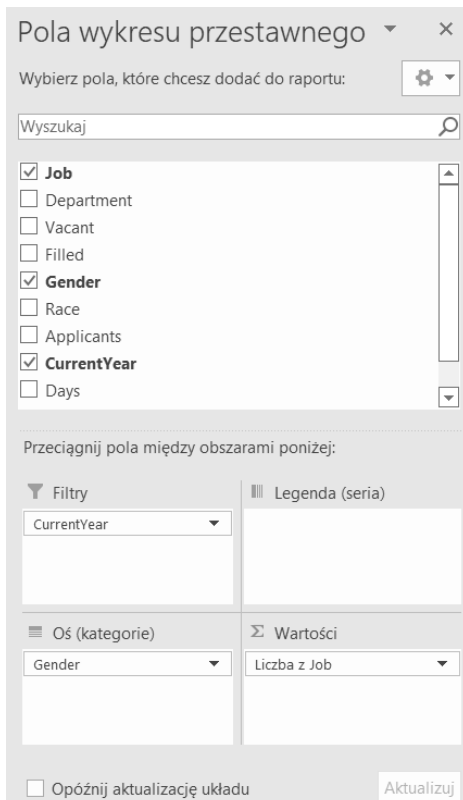 Pola wykresu przestawnego
Wybierz pola, które chcesz dodać do raportu:
Wyszukaj
Job
Department
Vacant
Filled
Gender
Race
Applicants
CurrentYear
Days
Przeciągnij pola między obszarami poniżej:
Filtry
Legenda (seria)
CurrentYear
Oś (kategorie)
Σ Wartości
Gender
Liczba z Job
Opóźnij aktualizację układu
Aktualizuj